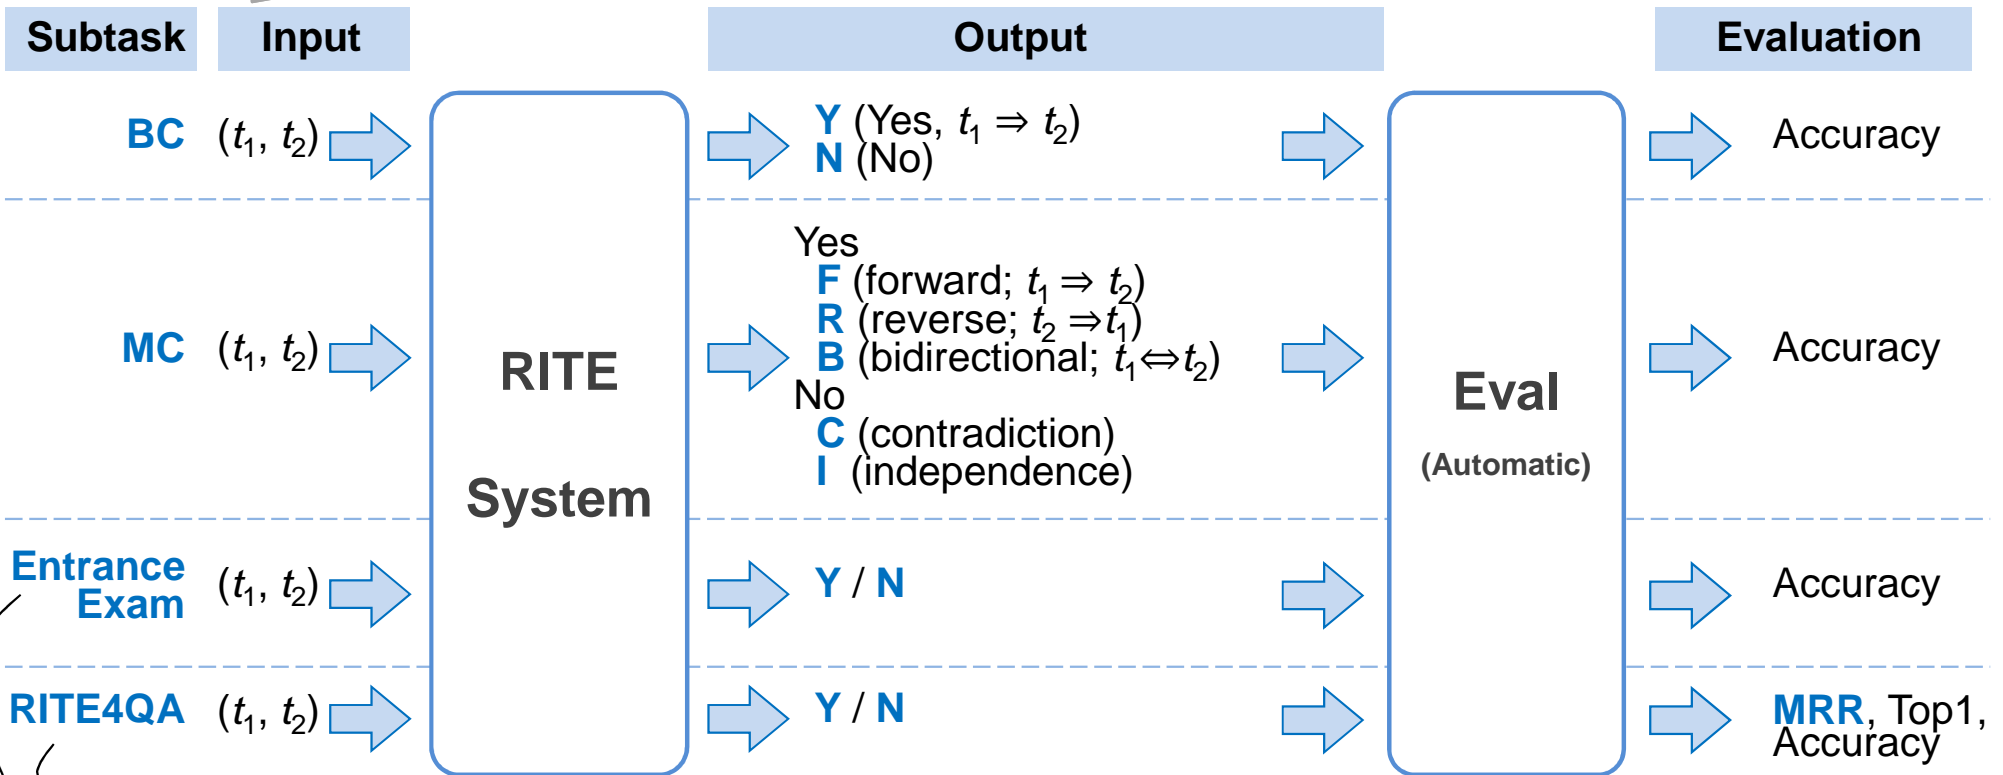 Subtask Input Output Evaluation
BC (t1, t2) Y (Yes, t1 ⇒ t2) Accuracy
N (No)
Yes
F (forward; t1 ⇒ t2)
R (reverse; t2 ⇒t1)
MC (t1, t2) B (bidirectional; t1⇔t2) Accuracy
No
C (contradiction)
I (independence)
RITE
System
Eval
(Automatic)
Entrance
Exam (t1, t2) Y / N Accuracy
RITE4QA (t1, t2) Y / N MRR, Top1,
Accuracy